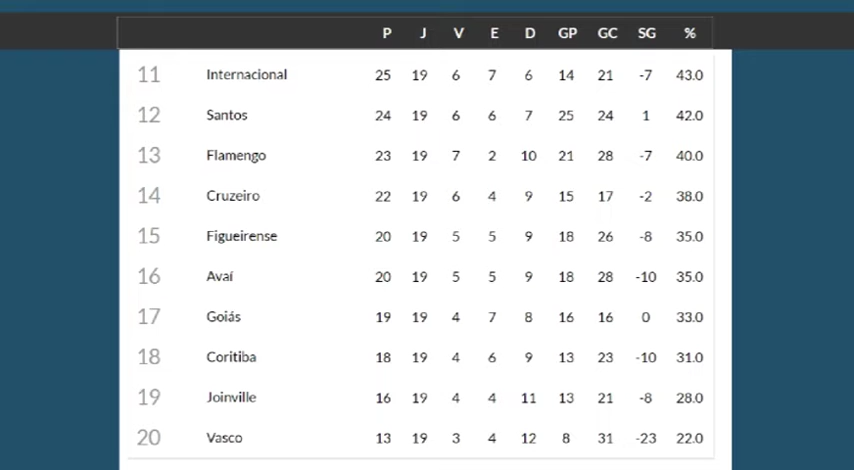 P J V E D GP GC SG %
11 Internacional 25 19 6 7 6 14 21 -7 43.0
12 Santos 24 19 6 6 7 25 24 1 42.0
13 Flamengo 23 19 7 2 10 21 28 -7 40.0
14 Cruzeiro 22 19 6 4 9 15 17 -2 38.0
15 Figueirense 20 19 5 5 9 18 26 -8 35.0
16 Avaí 20 19 5 5 9 18 28 -10 35.0
17 Goiás 19 19 4 7 8 16 16 0 33.0
18 Coritiba 18 19 4 6 9 13 23 -10 31.0
19 Joinville 16 19 4 4 11 13 21 -8 28.0
20 Vasco 13 19 3 4 12 8 31 -23 22.0